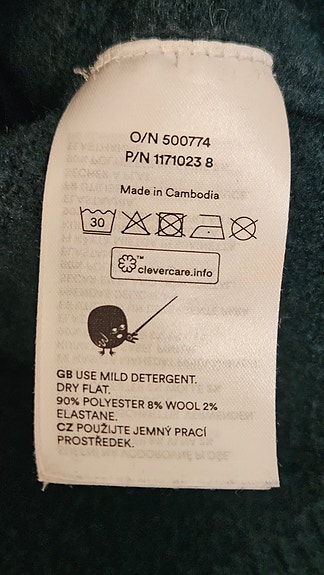 O/N 500774
P/N 1171023 8
Made in Cambodia
30
™
clevercare.info
GB USE MILD DETERGENT.
DRY FLAT.
90% POLYESTER 8% WOOL 2%
ELASTANE.
CZ POUŽIJTE JEMNÝ PRACÍ
PROSTŘEDEK.